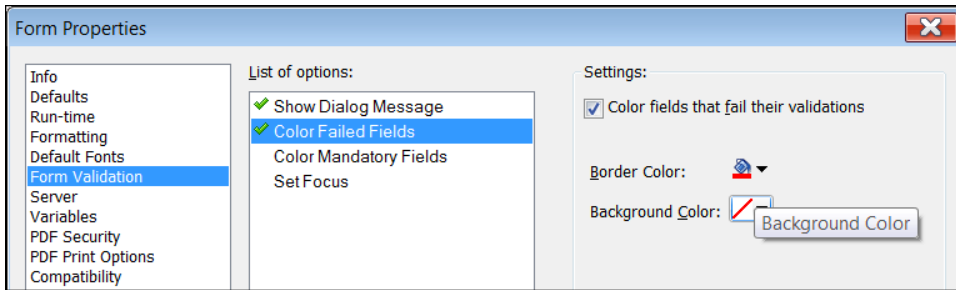 Form Properties
Info
Defaults
Run-time
Formatting
Default Fonts
Form Validation
Server
Variables
PDF Security
PDF Print Options
Compatibility
List of options:
Show Dialog Message
Color Failed Fields
Color Mandatory Fields
Set Focus
Settings:
Color fields that fail their validations
Border Color:
Background Color:
Background Color